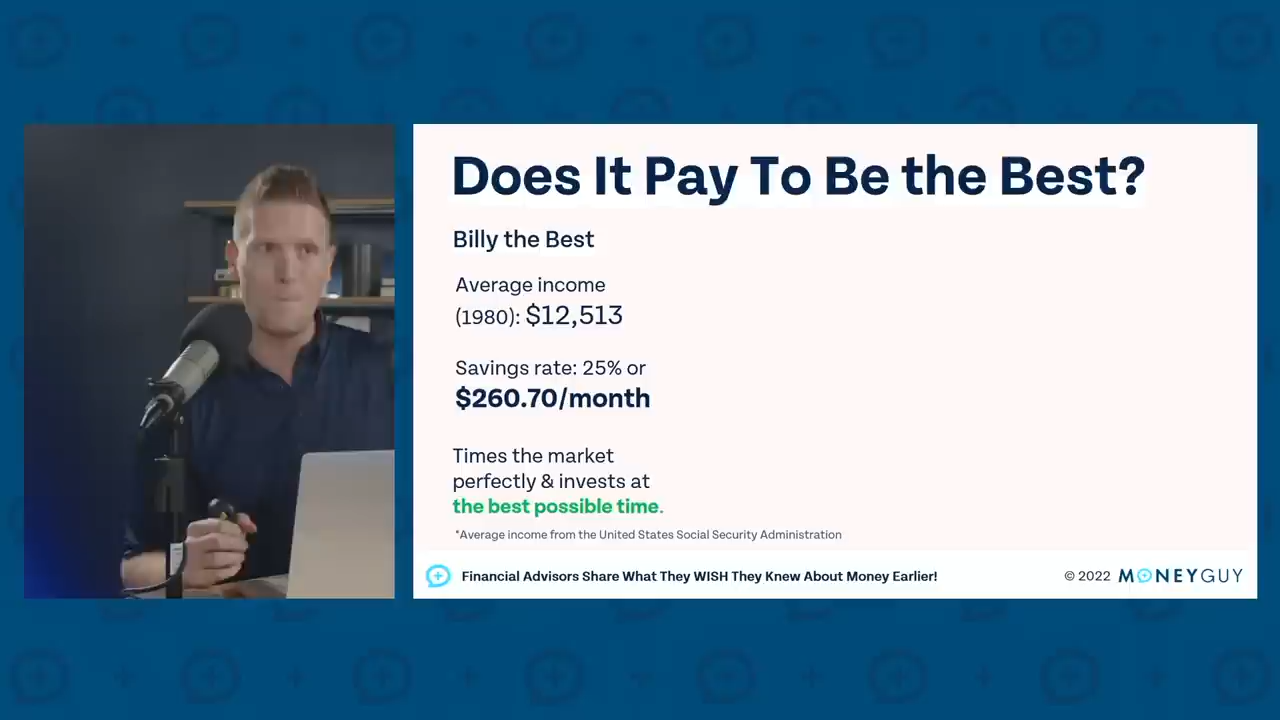 Does It Pay To Be the Best?
Billy the Best
Average income
(1980): $12,513
Savings rate: 25% or
$260.70/month
Times the market
perfectly & invests at
the best possible time.
*Average income from the United States Social Security Administration
Financial Advisors Share What They WISH They Knew About Money Earlier!
© 2022 MONEYGUY